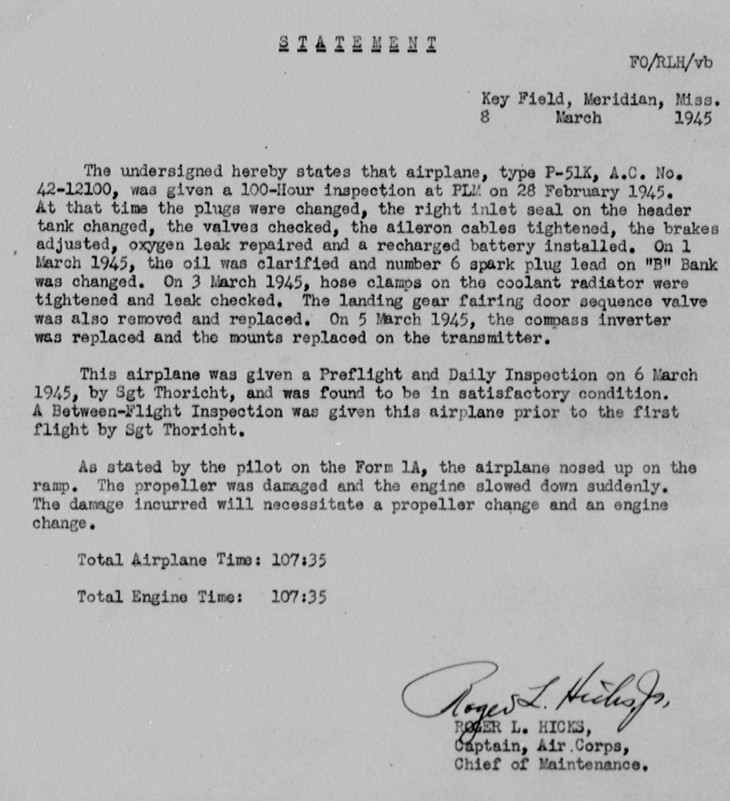 STATEMENT
FO/RLH/vb
Key Field, Meridian, Miss.
8 March 1945
The undersigned hereby states that airplane, type P-51K, A.C. No.
42-12100, was given a 100-Hour inspection at PLM on 28 February 1945.
At that time the plugs were changed, the right inlet seal on the header
tank changed, the valves checked, the aileron cables tightened, the brakes
adjusted, oxygen leak repaired and a recharged battery installed. On 1
March 1945, the oil was clarified and number 6 spark plug lead on "B" Bank
was changed. On 3 March 1945, hose clamps on the coolant radiator were
tightened and leak checked. The landing gear fairing door sequence valve
was also removed and replaced. On 5 March 1945, the compass inverter
was replaced and the mounts replaced on the transmitter.
This airplane was given a Preflight and Daily Inspection on 6 March
1945, by Sgt Thoricht, and was found to be in satisfactory condition.
A Between-Flight Inspection was given this airplane prior to the first
flight by Sgt Thoricht.
As stated by the pilot on the Form 1A, the airplane nosed up on the
ramp. The propeller was damaged and the engine slowed down suddenly.
The damage incurred will necessitate a propeller change and an engine
change.
Total Airplane Time: 107:35
Total Engine Time: 107:35
Roger L. Hicks, Jr.
ROGER L. HICKS,
Captain, Air Corps,
Chief of Maintenance.